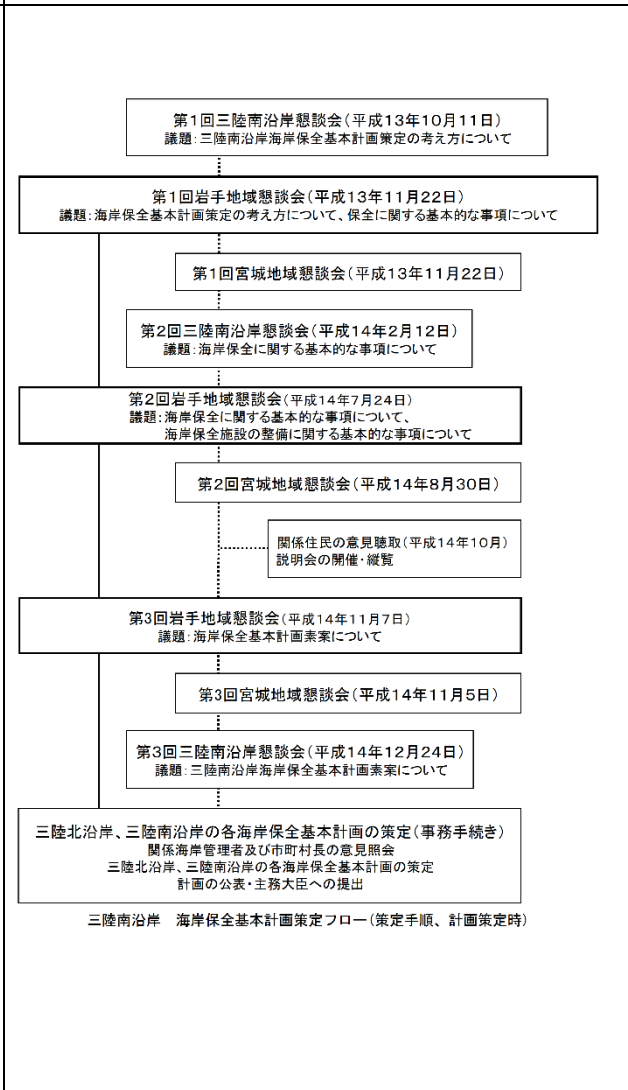 第1回三陸南沿岸懇談会(平成13年10月11日)
議題:三陸南沿岸海岸保全基本計画策定の考え方について
第1回岩手地域懇談会(平成13年11月22日)
議題:海岸保全基本計画策定の考え方について、保全に関する基本的な事項について
第1回宮城地域懇談会(平成13年11月22日)
第2回三陸南沿岸懇談会(平成14年2月12日)
議題:海岸保全に関する基本的な事項について
第2回岩手地域懇談会(平成14年7月24日)
議題:海岸保全に関する基本的な事項について、
海岸保全施設の整備に関する基本的な事項について
第2回宮城地域懇談会(平成14年8月30日)
関係住民の意見聴取(平成14年10月)
説明会の開催・縦覧
第3回岩手地域懇談会(平成14年11月7日)
議題:海岸保全基本計画素案について
第3回宮城地域懇談会(平成14年11月5日)
第3回三陸南沿岸懇談会(平成14年12月24日)
議題:三陸南沿岸海岸保全基本計画素案について
三陸北沿岸、三陸南沿岸の各海岸保全基本計画の策定(事務手続き)
関係海岸管理者及び市町村長の意見照会
三陸北沿岸、三陸南沿岸の各海岸保全基本計画の策定
計画の公表・主務大臣への提出
三陸南沿岸 海岸保全基本計画策定フロー(策定手順、計画策定時)